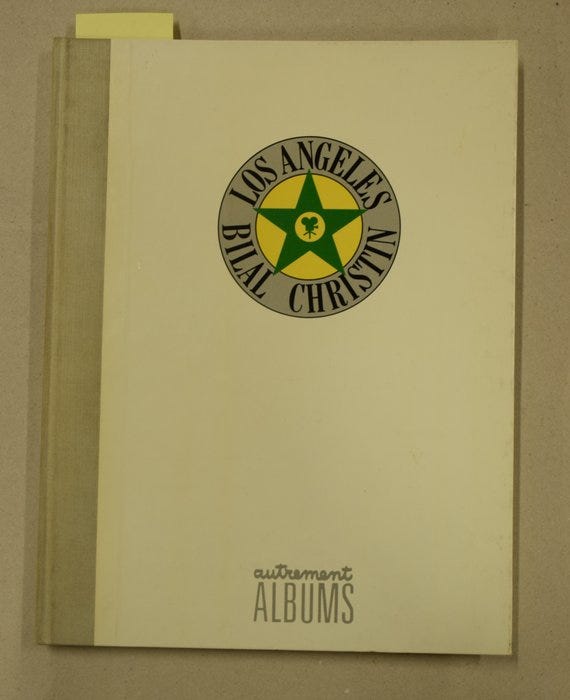 LOS ANGELES
BILAL CHRISTIN
autrement
ALBUMS